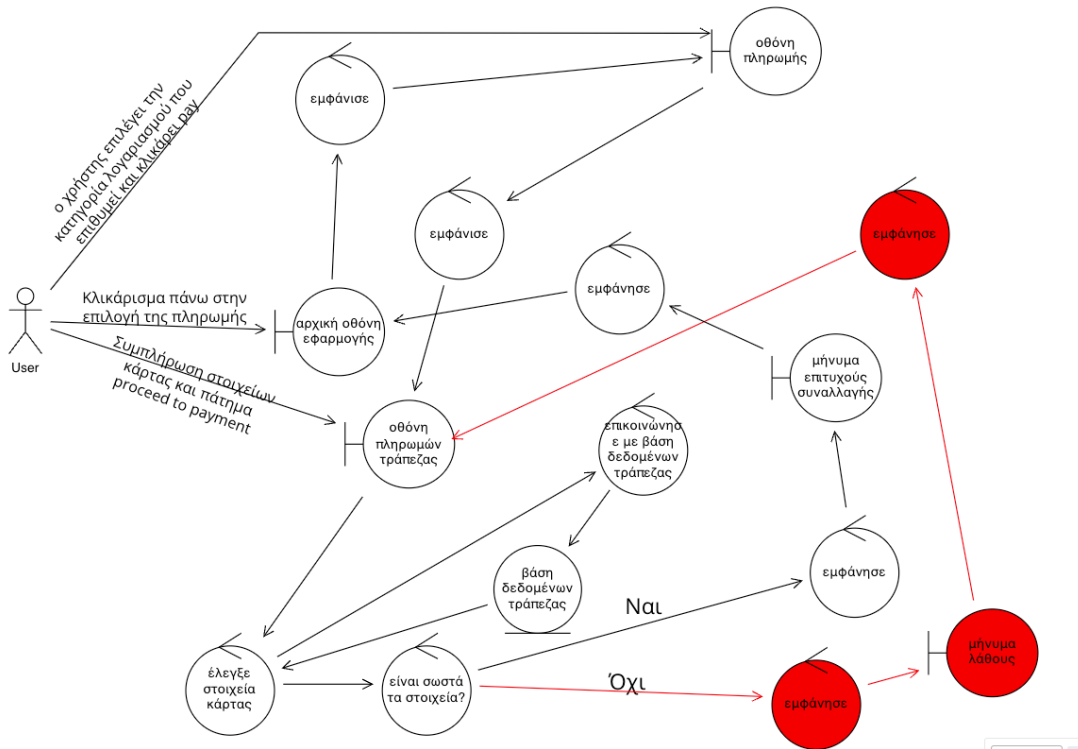 οθόνη
πληρωμής
εμφάνισε
ο χρήστης επιλέγει την
κατηγορία λογαριασμού που
επιθυμεί και κλικάρει pay
εμφάνισε
εμφάνησε
εμφάνησε
Κλικάρισμα πάνω στην
επιλογή της πληρωμής
αρχική οθόνη
εφαρμογής
User
Συμπλήρωση στοιχείων
κάρτας και πάτημα
proceed to payment
μήνυμα
επιτυχούς
συναλλαγής
οθόνη
πληρωμών
τράπεζας
επικοινώνησ
ε με βάση
δεδομένων
τράπεζας
βάση
δεδομένων
τράπεζας
εμφάνησε
Ναι
έλεγξε
στοιχεία
κάρτας
είναι σωστά
τα στοιχεία?
Όχι
εμφάνησε
μήνυμα
λάθους